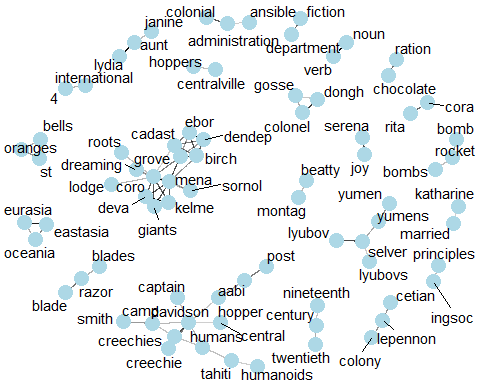 janine
colonial
ansible
fiction
aunt
administration
department
noun
lydia
hoppers
verb
ration
international
centralville
gosse
dongh
chocolate
4
cora
bells
ebor
colonel
serena
rita
bomb
roots
cadast
dendep
oranges
rocket
dreaming
grove
birch
st
joy
bombs
lodge
coro
mena
sornol
beatty
yumen
katharine
eurasia
deva
kelme
montag
yumens
married
eastasia
giants
lyubov
oceania
selver
principles
blades
post
lyubovs
captain
aabi
nineteenth
cetian
blade
razor
camp
davidson
hopper
century
ingsoc
smith
humans
central
lepennon
creechies
creechie
twentieth
colony
tahiti
humanoids